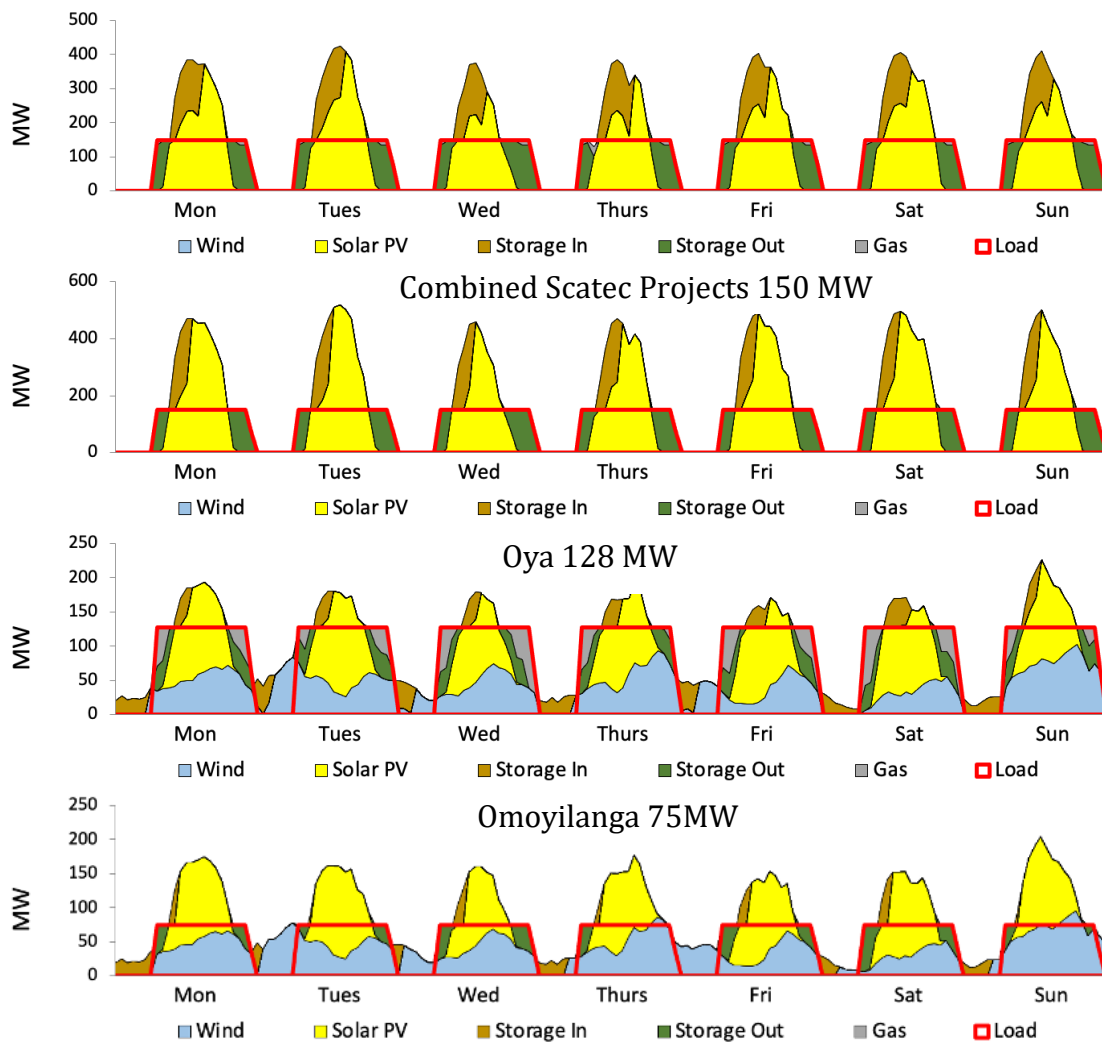 500
400
300
200
100
0
MW
Mon Tues Wed Thurs Fri Sat Sun
Wind Solar PV Storage In Storage Out Gas Load
Combined Scatec Projects 150 MW
600
400
200
0
MW
Mon Tues Wed Thurs Fri Sat Sun
Wind Solar PV Storage In Storage Out Gas Load
Oya 128 MW
250
200
150
100
50
0
MW
Mon Tues Wed Thurs Fri Sat Sun
Wind Solar PV Storage In Storage Out Gas Load
Omoyilanga 75MW
250
200
150
100
50
0
MW
Mon Tues Wed Thurs Fri Sat Sun
Wind Solar PV Storage In Storage Out Gas Load